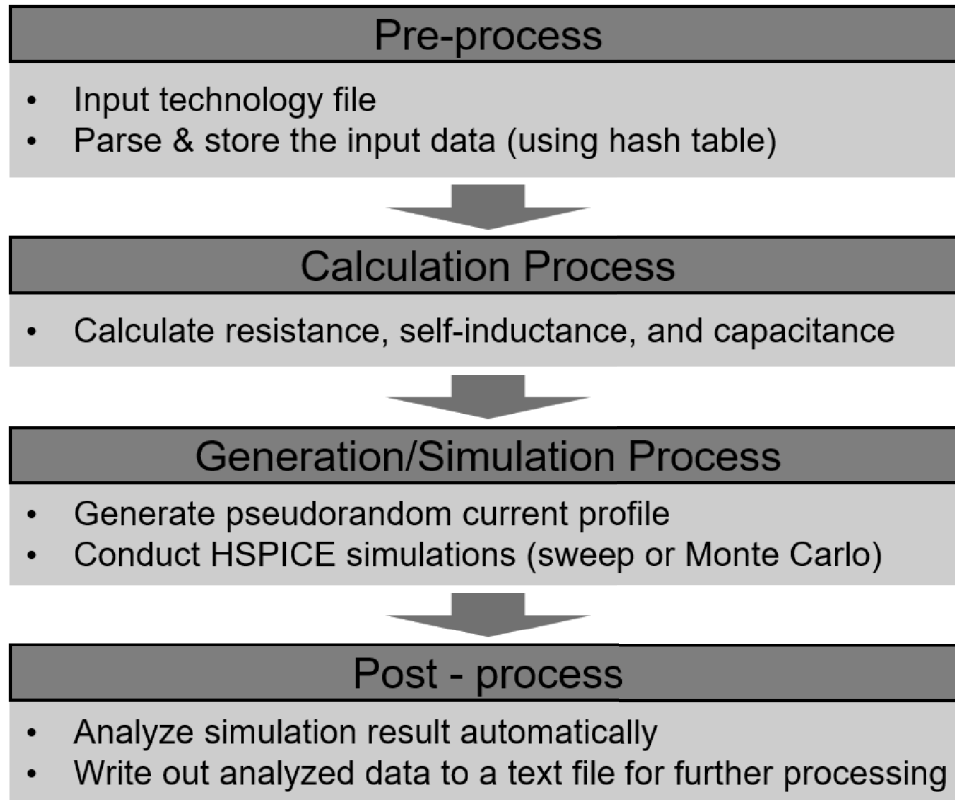 Pre-process
• Input technology file
• Parse & store the input data (using hash table)
Calculation Process
• Calculate resistance, self-inductance, and capacitance
Generation/Simulation Process
• Generate pseudorandom current profile
• Conduct HSPICE simulations (sweep or Monte Carlo)
Post - process
• Analyze simulation result automatically
• Write out analyzed data to a text file for further processing